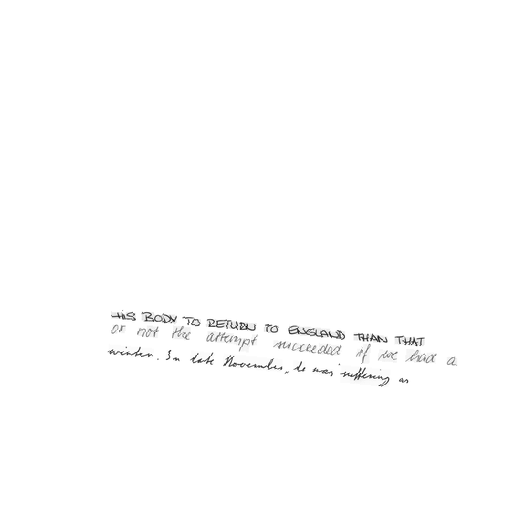 HIS BODY TO RETURN TO ENGLAND THAN THAT
or not the attempt succeeded if we had a
winter. In late November, he was suffering as